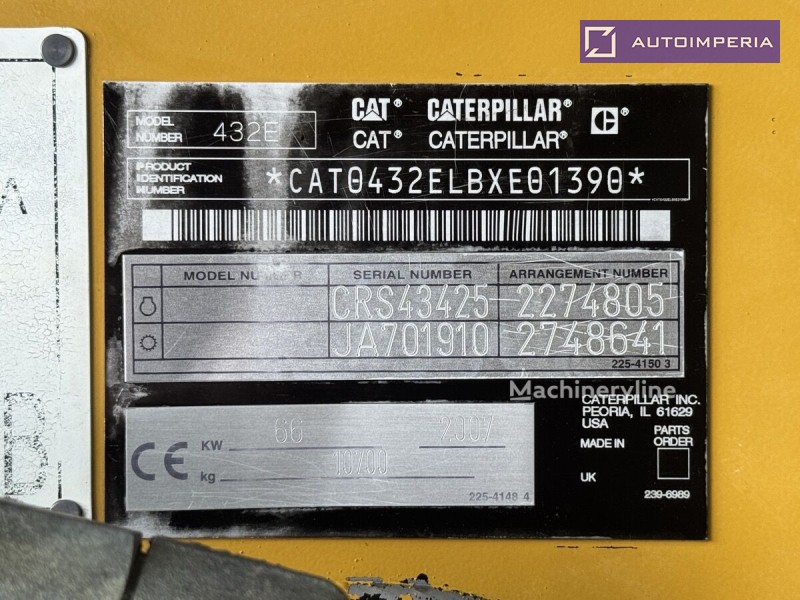 AUTOIMPERIA
MODEL NUMBER 432E
CAT® CATERPILLAR®
CAT® CATERPILLAR®
PRODUCT IDENTIFICATION NUMBER *CAT0432ELBXE01390*
MODEL NUMBER SERIAL NUMBER ARRANGEMENT NUMBER
CRS43425 2274805
JA701910 2748641
225-4150 3
Machineryline
CATERPILLAR INC.
PEORIA, IL 61629
USA
MADE IN
UK
PARTS ORDER
239-6989
CE
KW 66 2007
kg 10700
225-4148 4
A
B